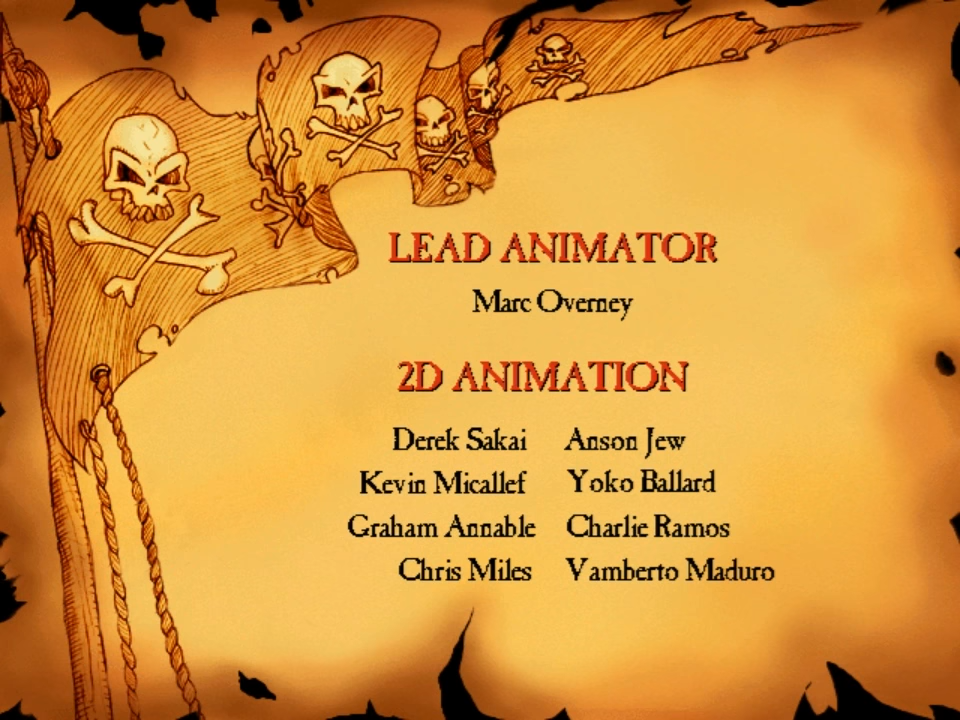 LEAD ANIMATOR
Marc Overney
2D ANIMATION
Derek Sakai Anson Jew
Kevin Micallef Yoko Ballard
Graham Annable Charlie Ramos
Chris Miles Vamberto Maduro